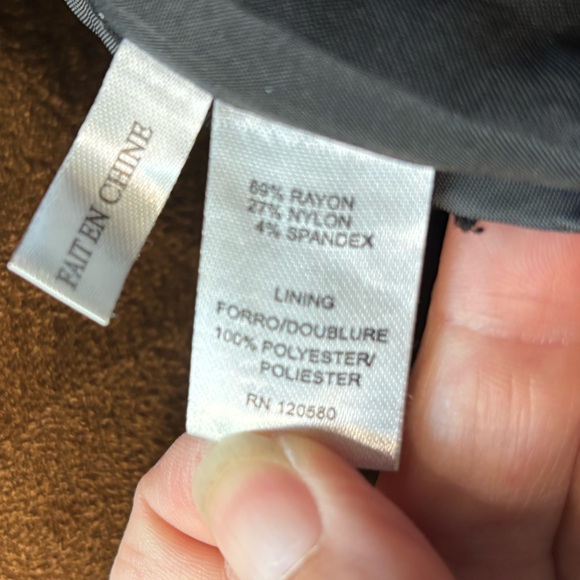 FAIT EN CHINE
69% RAYON
27% NYLON
4% SPANDEX
LINING
FORRO/DOUBLURE
100% POLYESTER/
POLIESTER
RN 120580